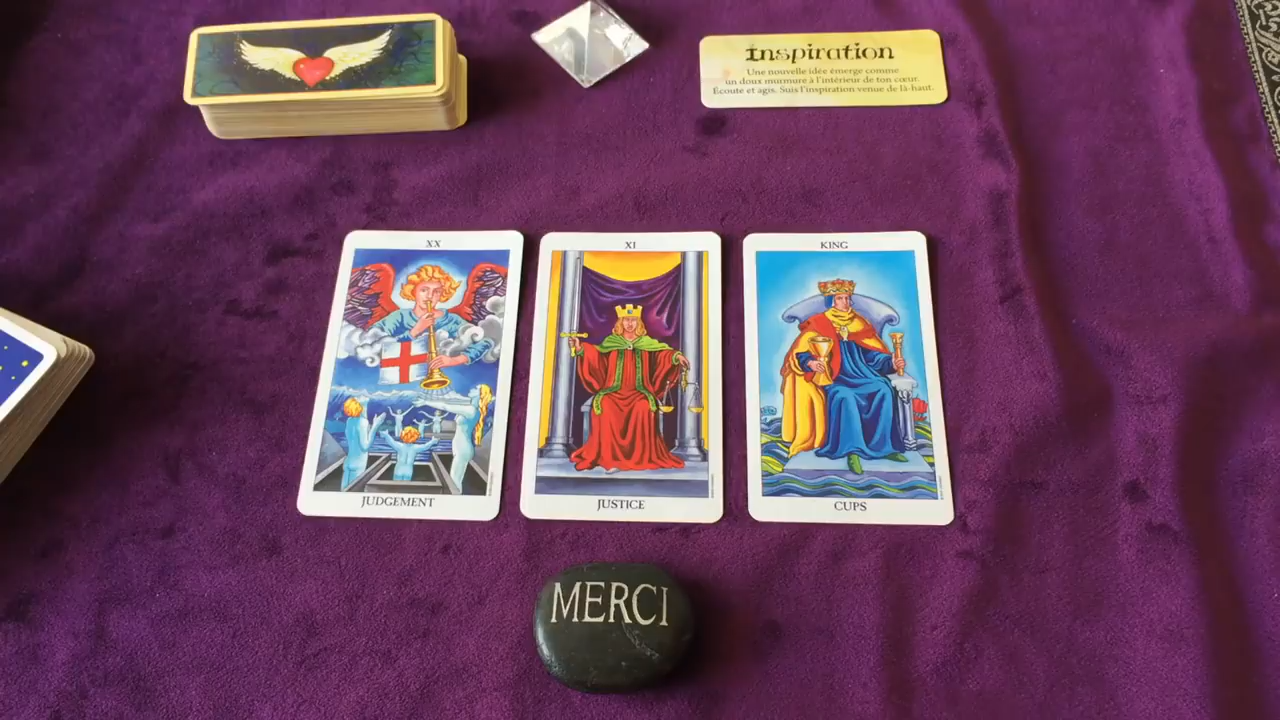 Inspiration
Une nouvelle idée émerge comme
un doux murmure à l'intérieur de ton cœur.
Écoute et agis. Suis l'inspiration venue de là-haut.
XX
JUDGEMENT
XI
JUSTICE
KING
CUPS
MERCI